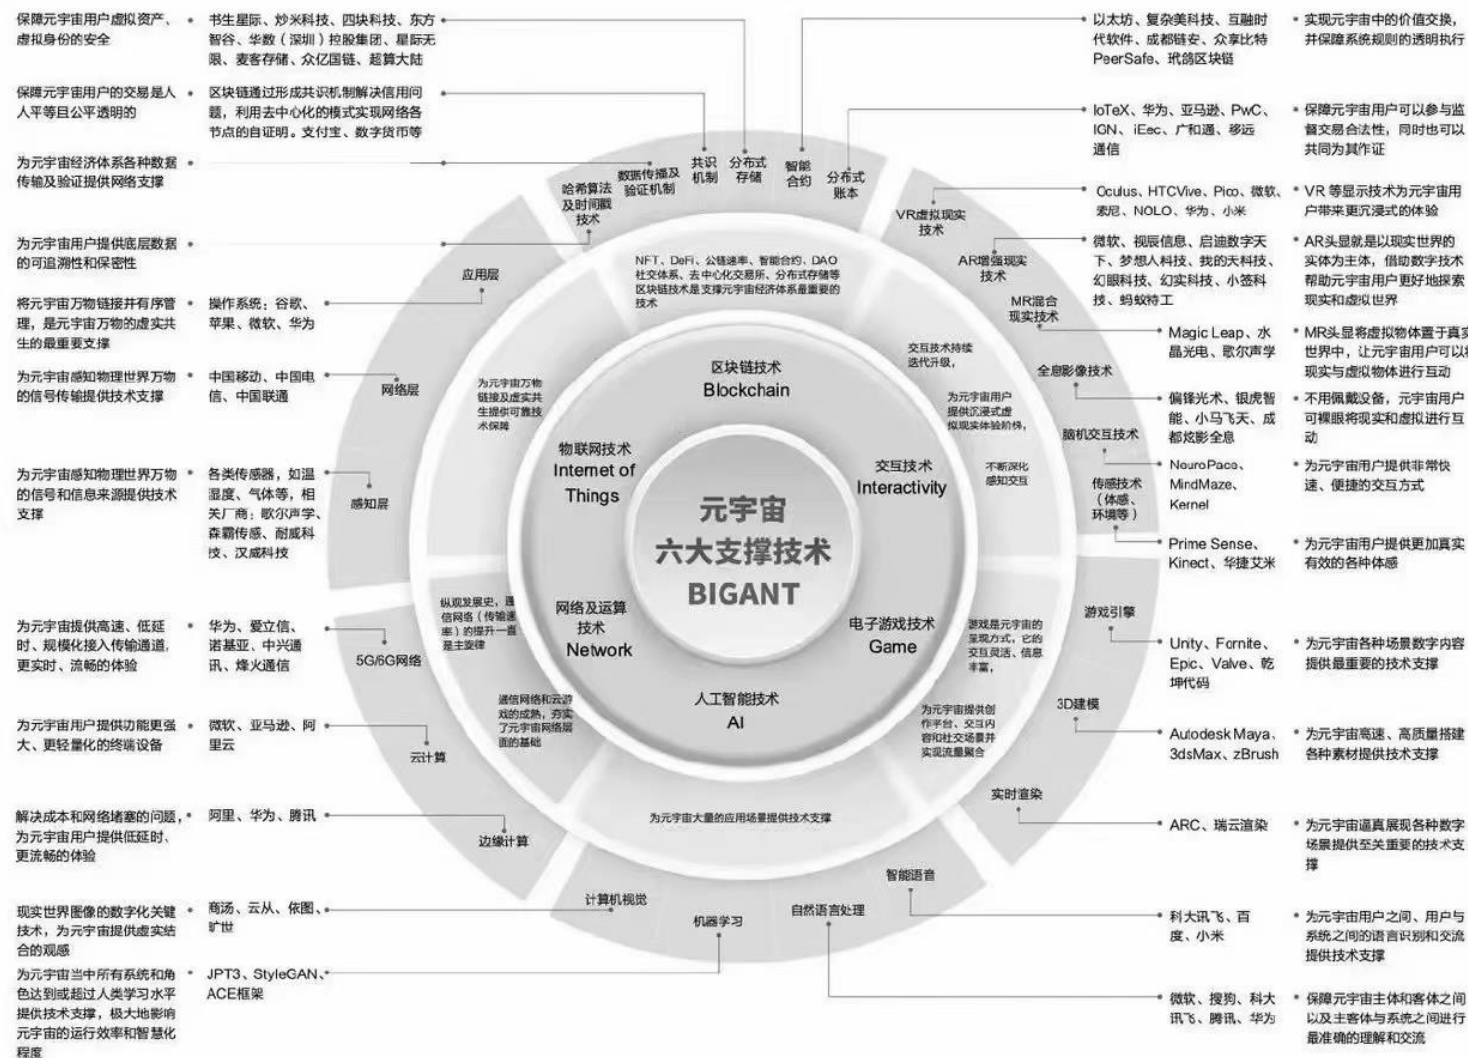 保障元宇宙用户虚拟资产、
虚拟身份的安全
书生星际、炒米科技、四块科技、东方
智谷、华数（深圳）控股集团、星际无
限、麦客存储、众亿国链、超算大陆
保障元宇宙用户的交易是人
人平等且公平透明的
区块链通过形成共识机制解决信用问
题，利用去中心化的模式实现网络各
节点的自证明。支付宝、数字货币等
为元宇宙经济体系各种数据
传输及验证提供网络支撑
为元宇宙用户提供底层数据
的可追溯性和保密性
将元宇宙万物链接并有序管
理，是元宇宙万物的虚实共
生的最重要支撑
操作系统：谷歌、
苹果、微软、华为
为元宇宙感知物理世界万物
的信号传输提供技术支撑
中国移动、中国电
信、中国联通
为元宇宙感知物理世界万物
的信号和信息来源提供技术
支撑
各类传感器，如温
湿度、气体等，相
关厂商：歌尔声学、
森霸传感、耐威科
技、汉威科技
为元宇宙提供高速、低延
时、规模化接入传输通道，
更实时、流畅的体验
华为、爱立信、
诺基亚、中兴通
讯、烽火通信
为元宇宙用户提供功能更强
大、更轻量化的终端设备
微软、亚马逊、阿
里云
解决成本和网络堵塞的问题，
为元宇宙用户提供低延时、
更流畅的体验
阿里、华为、腾讯
现实世界图像的数字化关键
技术，为元宇宙提供虚实结
合的观感
商汤、云从、依图、
旷世
为元宇宙当中所有系统和角
色达到或超过人类学习水平
提供技术支撑，极大地影响
元宇宙的运行效率和智慧化
程度
JPT3、StyleGAN、
ACE框架
哈希算法
及时间戳
技术
数据传播及
验证机制
共识
机制
分布式
存储
智能
合约
分布式
账本
VR虚拟现实
技术
AR增强现实
技术
MR混合
现实技术
全息影像技术
脑机交互技术
传感技术
（体感、
环境等）
游戏引擎
3D建模
实时渲染
智能语音
自然语言处理
机器学习
计算机视觉
边缘计算
云计算
5G/6G网络
感知层
网络层
应用层
NFT、DeFi、公链速率、智能合约、DAO
社交体系、去中心化交易所、分布式存储等
区块链技术是支撑元宇宙经济体系最重要的
技术
交互技术持续
迭代升级，
为元宇宙用户
提供沉浸式虚
拟现实体验阶梯，
不断深化
感知交互
游戏是元宇宙的
呈现方式，它的
交互灵活、信息
丰富，
为元宇宙提供创
作平台、交互内
容和社交场景并
实现流量聚合
为元宇宙大量的应用场景提供技术支撑
通信网络和云游
戏的成熟，夯实
了元宇宙网络层
面的基础
纵观发展史，通
信网络（传输速
率）的提升一直
是主旋律
为元宇宙万物
链接及虚实共
生提供可靠技
术保障
区块链技术
Blockchain
物联网技术
Internet of
Things
交互技术
Interactivity
网络及运算
技术
Network
电子游戏技术
Game
人工智能技术
AI
元宇宙
六大支撑技术
BIGANT
以太坊、复杂美科技、互融时
代软件、成都链安、众享比特
PeerSafe、玳鸽区块链
实现元宇宙中的价值交换，
并保障系统规则的透明执行
IoTeX、华为、亚马逊、PwC、
IGN、iEec、广和通、移远
通信
保障元宇宙用户可以参与监
督交易合法性，同时也可以
共同为其作证
Oculus、HTCVive、Pico、微软、
索尼、NOLO、华为、小米
VR 等显示技术为元宇宙用
户带来更沉浸式的体验
微软、视辰信息、启迪数字天
下、梦想人科技、我的天科技、
幻眼科技、幻实科技、小签科
技、蚂蚁特工
AR头显就是以现实世界的
实体为主体，借助数字技术
帮助元宇宙用户更好地探索
现实和虚拟世界
Magic Leap、水
晶光电、歌尔声学
MR头显将虚拟物体置于真实
世界中，让元宇宙用户可以将
现实与虚拟物体进行互动
偏锋光术、银虎智
能、小马飞天、成
都炫影全息
不用佩戴设备，元宇宙用户
可裸眼将现实和虚拟进行互
动
NeuroPace、
MindMaze、
Kernel
为元宇宙用户提供非常快
速、便捷的交互方式
Prime Sense、
Kinect、华捷艾米
为元宇宙用户提供更加真实
有效的各种体感
Unity、Fornite、
Epic、Valve、乾
坤代码
为元宇宙各种场景数字内容
提供最重要的技术支撑
Autodesk Maya、
3dsMax、zBrush
为元宇宙高速、高质量搭建
各种素材提供技术支撑
ARC、瑞云渲染
为元宇宙逼真展现各种数字
场景提供至关重要的技术支
撑
科大讯飞、百
度、小米
为元宇宙用户之间、用户与
系统之间的语言识别和交流
提供技术支撑
微软、搜狗、科大
讯飞、腾讯、华为
保障元宇宙主体和客体之间
以及主客体与系统之间进行
最准确的理解和交流